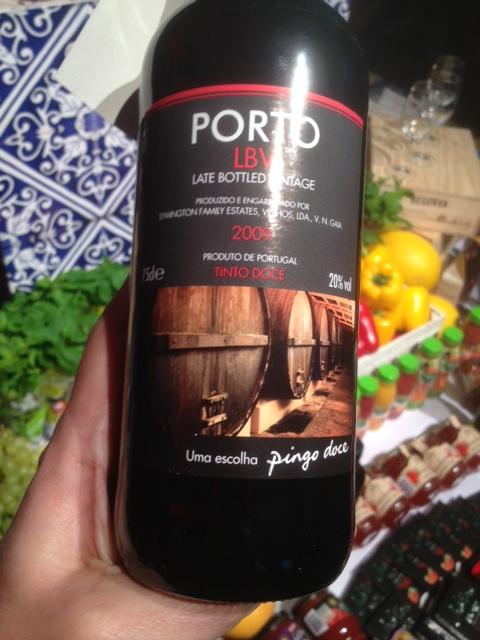 PORTO
LBV
LATE BOTTLED VINTAGE
PRODUZIDO E ENGARRAFADO POR
SYMINGTON FAMILY ESTATES, VINHOS, LDA., V. N. GAIA
2009
PRODUTO DE PORTUGAL
75cle TINTO DOCE 20% vol
Uma escolha pingo doce